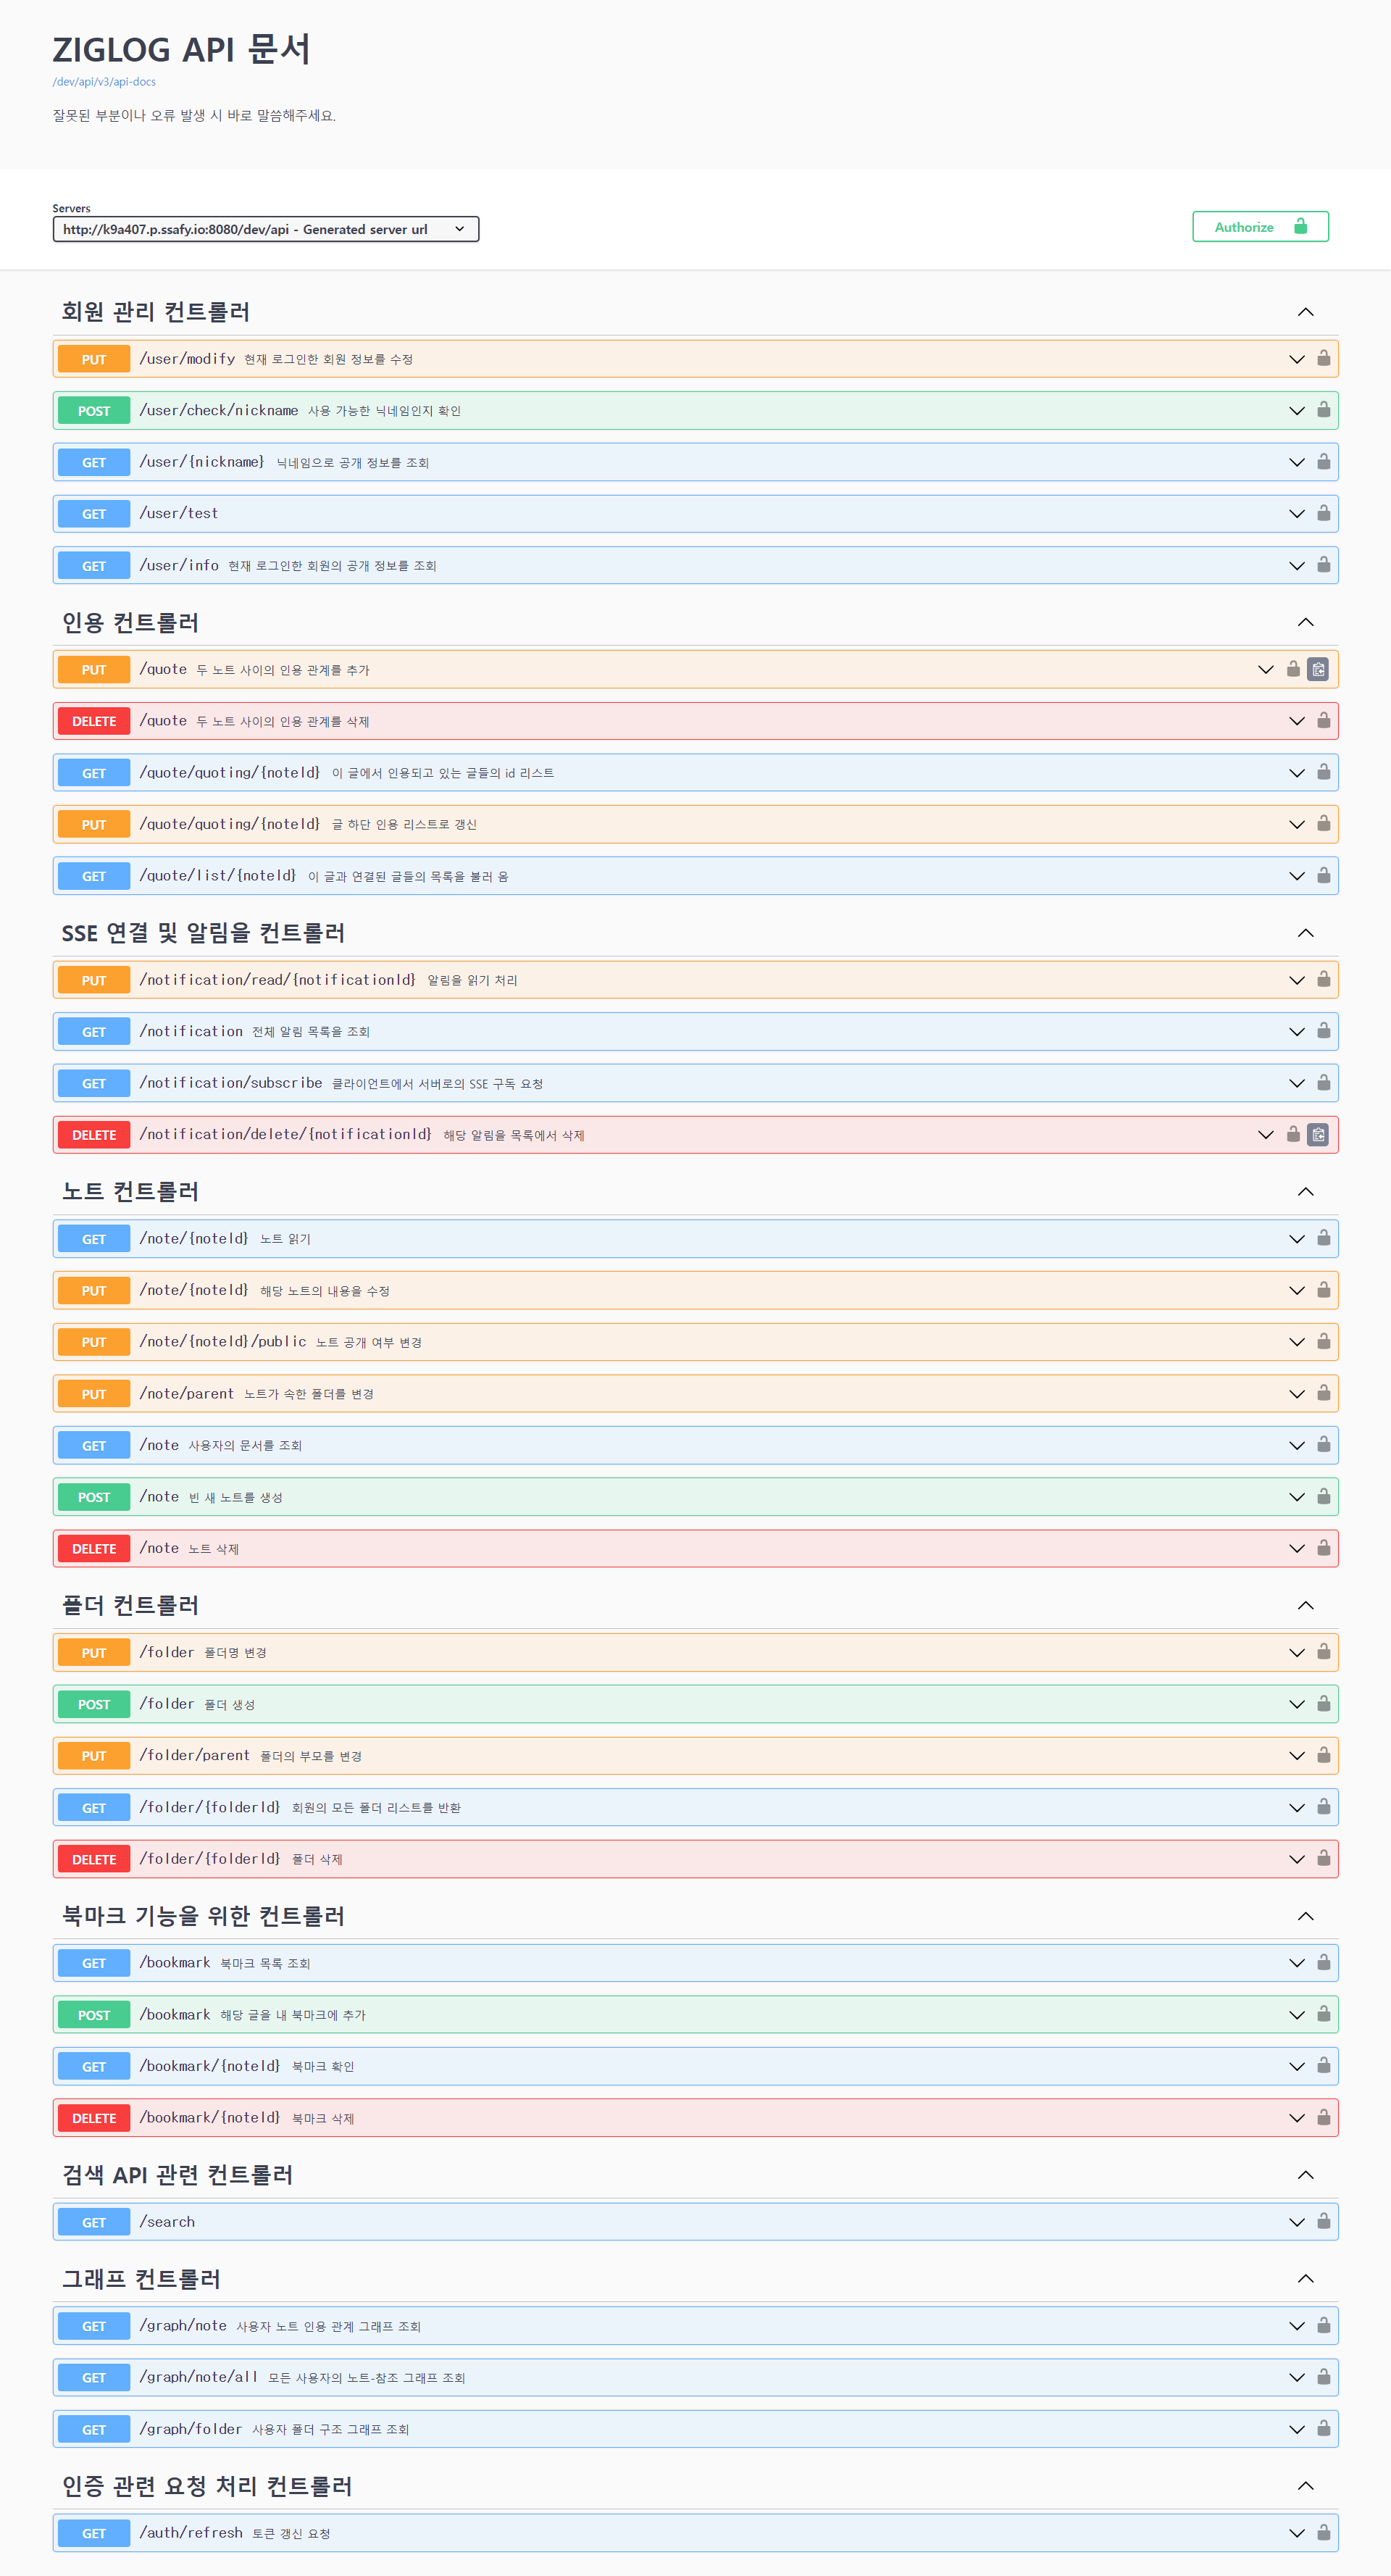 ZIGLOG API 문서
/dev/api/v3/api-docs
잘못된 부분이나 오류 발생 시 바로 말씀해주세요.
Servers
http://k9a407.p.ssafy.io:8080/dev/api - Generated server url
Authorize
회원 관리 컨트롤러
PUT /user/modify 현재 로그인한 회원 정보를 수정
POST /user/check/nickname 사용 가능한 닉네임인지 확인
GET /user/{nickname} 닉네임으로 공개 정보를 조회
GET /user/test
GET /user/info 현재 로그인한 회원의 공개 정보를 조회
인용 컨트롤러
PUT /quote 두 노트 사이의 인용 관계를 추가
DELETE /quote 두 노트 사이의 인용 관계를 삭제
GET /quote/quoting/{noteId} 이 글에서 인용되고 있는 글들의 id 리스트
PUT /quote/quoting/{noteId} 글 하단 인용 리스트로 갱신
GET /quote/list/{noteId} 이 글과 연결된 글들의 목록을 불러 옴
SSE 연결 및 알림을 컨트롤러
PUT /notification/read/{notificationId} 알림을 읽기 처리
GET /notification 전체 알림 목록을 조회
GET /notification/subscribe 클라이언트에서 서버로의 SSE 구독 요청
DELETE /notification/delete/{notificationId} 해당 알림을 목록에서 삭제
노트 컨트롤러
GET /note/{noteId} 노트 읽기
PUT /note/{noteId} 해당 노트의 내용을 수정
PUT /note/{noteId}/public 노트 공개 여부 변경
PUT /note/parent 노트가 속한 폴더를 변경
GET /note 사용자의 문서를 조회
POST /note 빈 새 노트를 생성
DELETE /note 노트 삭제
폴더 컨트롤러
PUT /folder 폴더명 변경
POST /folder 폴더 생성
PUT /folder/parent 폴더의 부모를 변경
GET /folder/{folderId} 회원의 모든 폴더 리스트를 반환
DELETE /folder/{folderId} 폴더 삭제
북마크 기능을 위한 컨트롤러
GET /bookmark 북마크 목록 조회
POST /bookmark 해당 글을 내 북마크에 추가
GET /bookmark/{noteId} 북마크 확인
DELETE /bookmark/{noteId} 북마크 삭제
검색 API 관련 컨트롤러
GET /search
그래프 컨트롤러
GET /graph/note 사용자 노트 인용 관계 그래프 조회
GET /graph/note/all 모든 사용자의 노트-참조 그래프 조회
GET /graph/folder 사용자 폴더 구조 그래프 조회
인증 관련 요청 처리 컨트롤러
GET /auth/refresh 토큰 갱신 요청